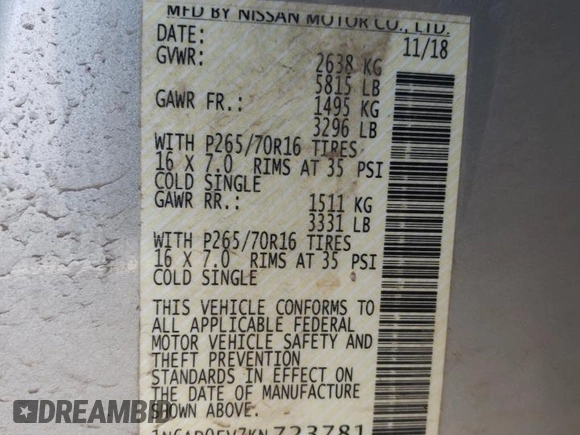 MFD BY NISSAN MOTOR CO., LTD.
DATE: 11/18
GVWR: 2638 KG
5815 LB
GAWR FR.: 1495 KG
3296 LB
WITH P265/70R16 TIRES
16 X 7.0 RIMS AT 35 PSI
COLD SINGLE
GAWR RR.: 1511 KG
3331 LB
WITH P265/70R16 TIRES
16 X 7.0 RIMS AT 35 PSI
COLD SINGLE
THIS VEHICLE CONFORMS TO
ALL APPLICABLE FEDERAL
MOTOR VEHICLE SAFETY AND
THEFT PREVENTION
STANDARDS IN EFFECT ON
THE DATE OF MANUFACTURE
SHOWN ABOVE.
1N6AD0EV7KN723781